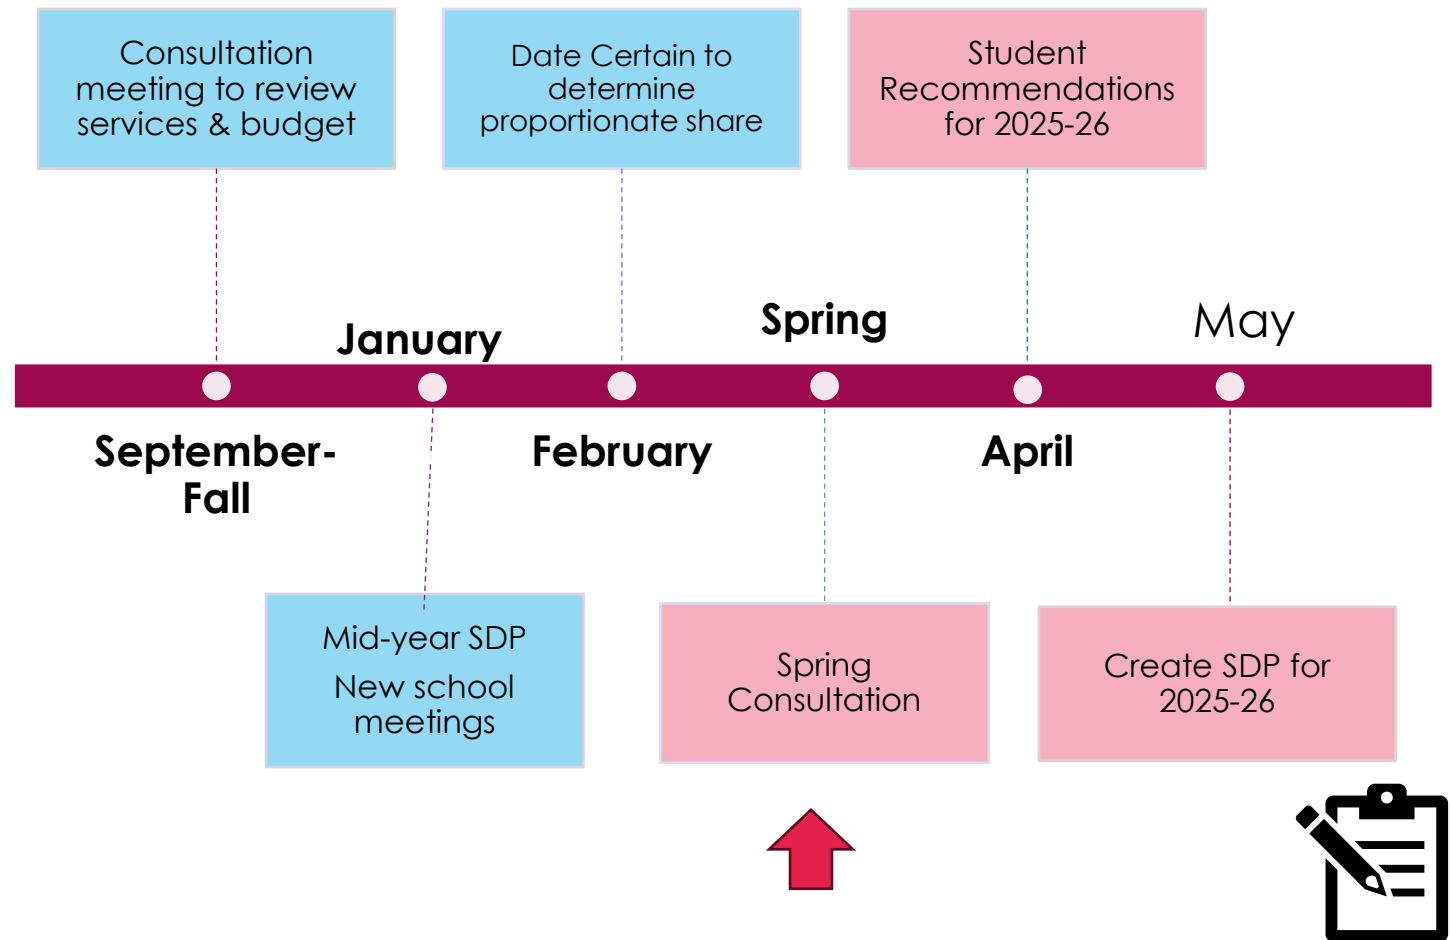 Consultation
meeting to review
services & budget
Date Certain to
determine
proportionate share
Student
Recommendations
for 2025-26
January
Spring
May
September-
Fall
February
April
Mid-year SDP
New school
meetings
Spring
Consultation
Create SDP for
2025-26